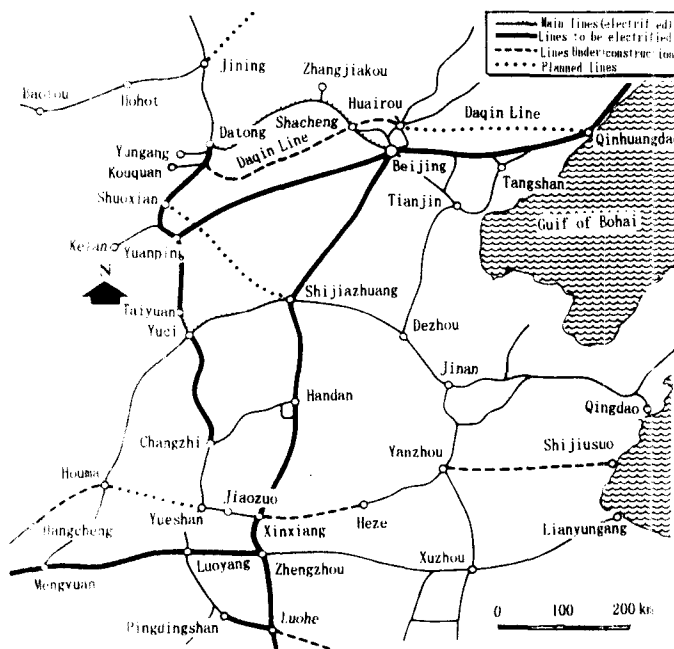 Main lines(electrified)
Lines to be electrified
Lines Under construction
Planned lines
Jining
Zhangjiakou
Baotou
Hohot
Huairou
Shacheng
Daqin Line
Datong
Qinhuangdao
Yungang
Daqin Line
Beijing
Kouquan
Tangshan
Shuoxian
Tianjin
Gulf of Bohai
Kelan
Yuanping
N
Shijiazhuang
Taiyuan
Yuci
Dezhou
Jinan
Handan
Qingdao
Changzhi
Yanzhou
Shijiusuo
Houma
Jiaozuo
Yueshan
Heze
Hangcheng
Xinxiang
Lianyungang
Mengyuan
Luoyang
Zhengzhou
Xuzhou
0 100 200 km
Pingdingshan
Luohe